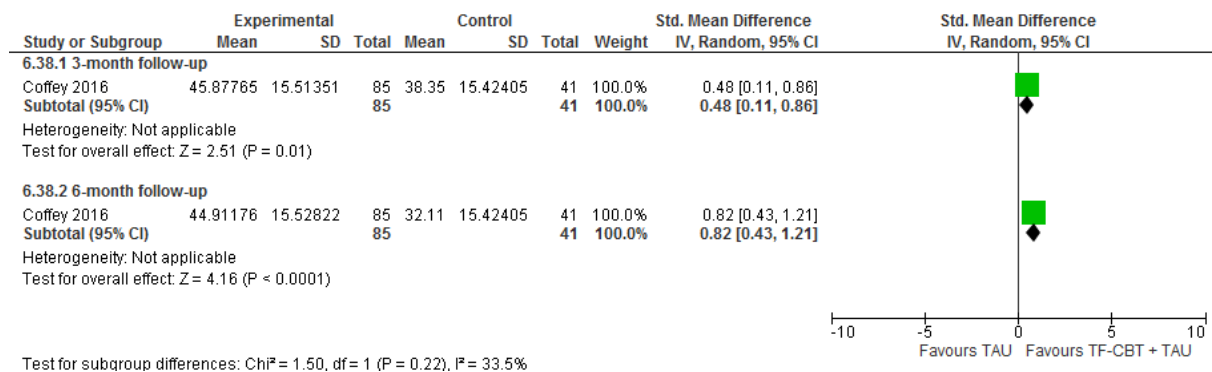 Experimental Control Std. Mean Difference Std. Mean Difference
Study or Subgroup Mean SD Total Mean SD Total Weight IV, Random, 95% CI IV, Random, 95% CI
6.38.1 3-month follow-up
Coffey 2016 45.87765 15.51351 85 38.35 15.42405 41 100.0% 0.48 [0.11, 0.86]
Subtotal (95% CI) 85 41 100.0% 0.48 [0.11, 0.86]
Heterogeneity: Not applicable
Test for overall effect: Z = 2.51 (P = 0.01)
6.38.2 6-month follow-up
Coffey 2016 44.91176 15.52822 85 32.11 15.42405 41 100.0% 0.82 [0.43, 1.21]
Subtotal (95% CI) 85 41 100.0% 0.82 [0.43, 1.21]
Heterogeneity: Not applicable
Test for overall effect: Z = 4.16 (P < 0.0001)
-10 -5 0 5 10
Favours TAU Favours TF-CBT + TAU
Test for subgroup differences: Chi² = 1.50, df = 1 (P = 0.22), I² = 33.5%